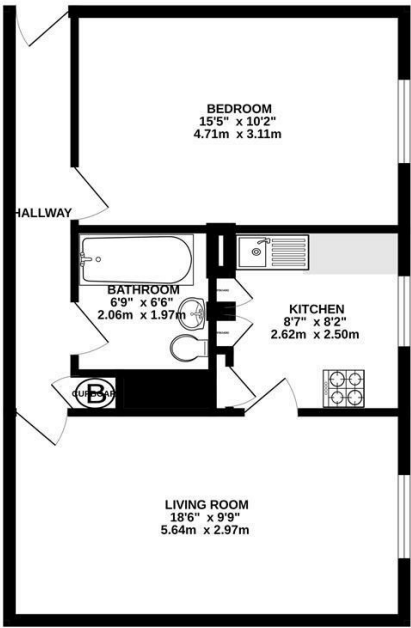 BEDROOM
15'5" x 10'2"
4.71m x 3.11m
HALLWAY
BATHROOM
6'9" x 6'6"
2.06m x 1.97m
KITCHEN
8'7" x 8'2"
2.62m x 2.50m
B
LIVING ROOM
18'6" x 9'9"
5.64m x 2.97m